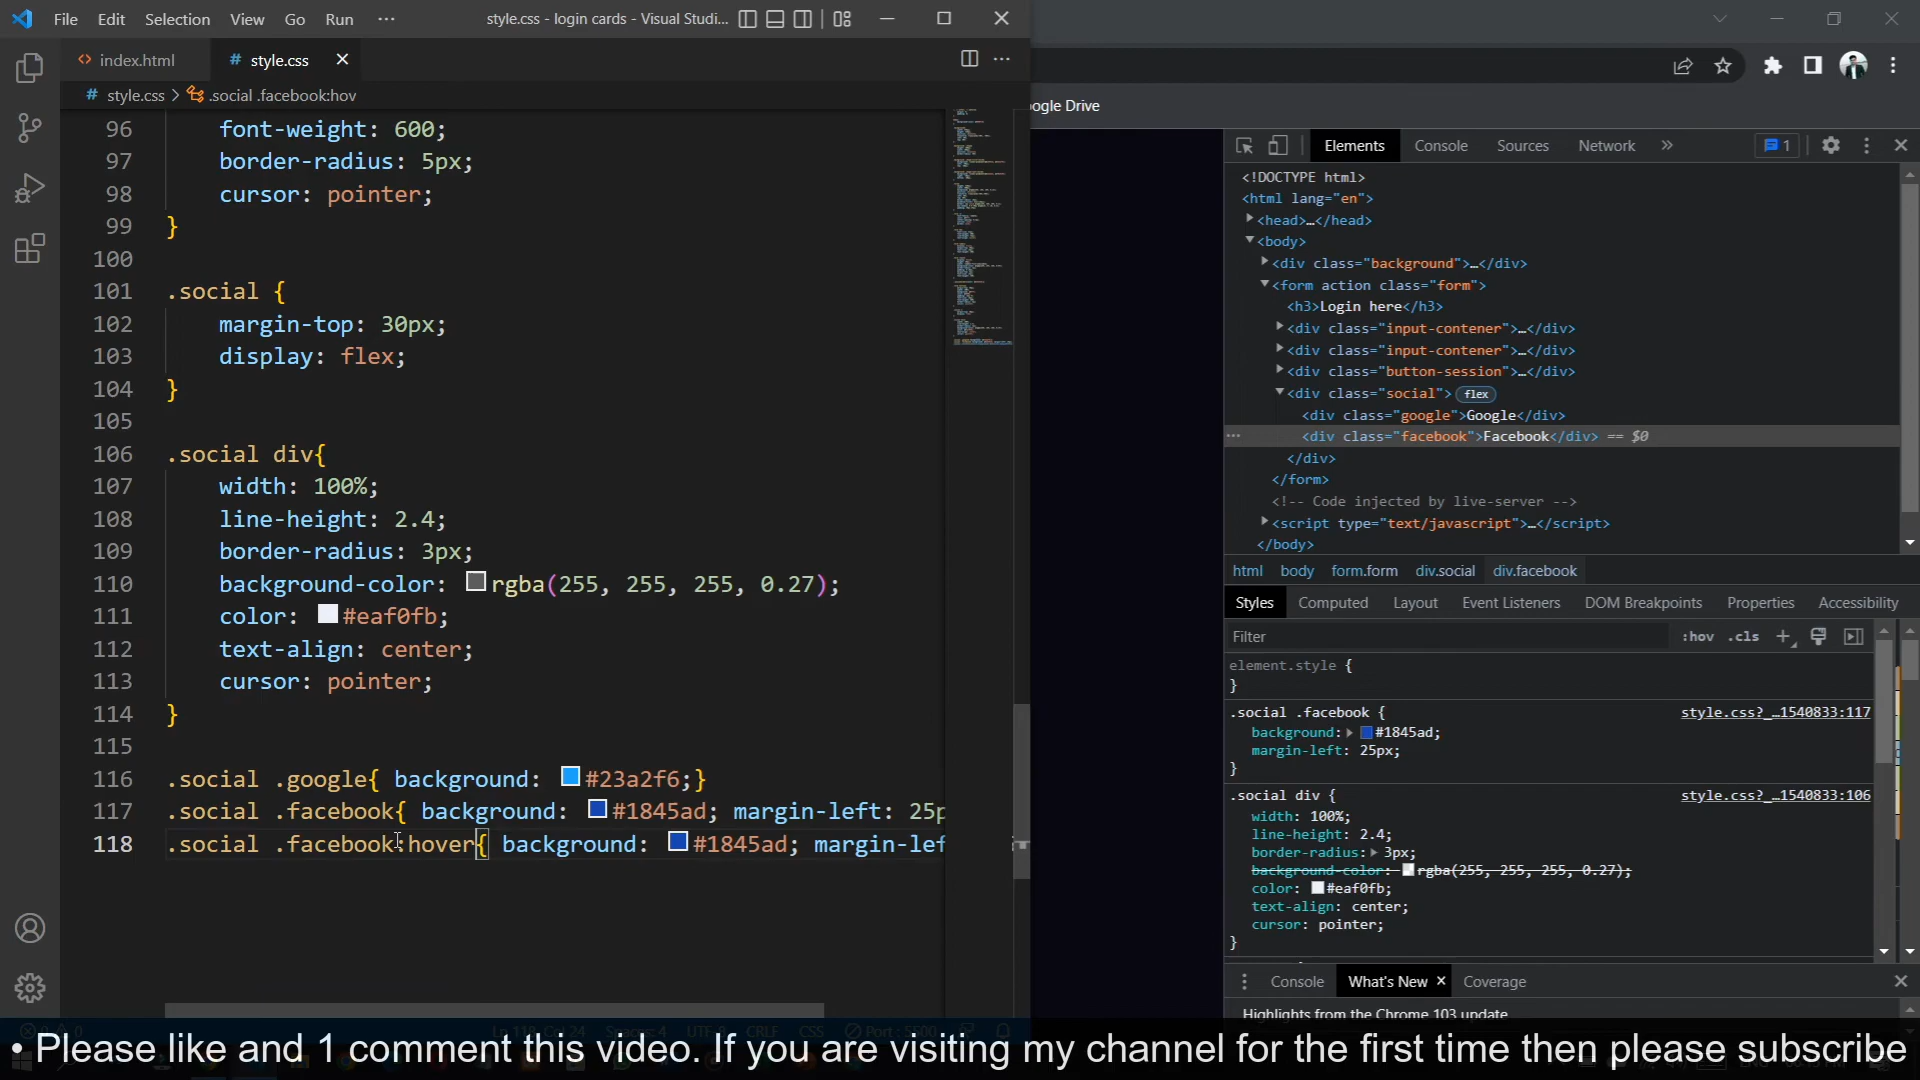 File Edit Selection View Go Run ··· style.css - login cards - Visual Studi...
index.html # style.css
# style.css > .social .facebook:hov
96 font-weight: 600;
97 border-radius: 5px;
98 cursor: pointer;
99 }
100
101 .social {
102 margin-top: 30px;
103 display: flex;
104 }
105
106 .social div{
107 width: 100%;
108 line-height: 2.4;
109 border-radius: 3px;
110 background-color: rgba(255, 255, 255, 0.27);
111 color: #eaf0fb;
112 text-align: center;
113 cursor: pointer;
114 }
115
116 .social .google{ background: #23a2f6;}
117 .social .facebook{ background: #1845ad; margin-left: 25p
118 .social .facebook:hover{ background: #1845ad; margin-lef
ogle Drive
Elements Console Sources Network » 1
<!DOCTYPE html>
<html lang="en">
<head>…</head>
<body>
<div class="background">…</div>
<form action class="form">
<h3>Login here</h3>
<div class="input-contener">…</div>
<div class="input-contener">…</div>
<div class="button-session">…</div>
<div class="social"> flex
<div class="google">Google</div>
<div class="facebook">Facebook</div> == $0
</div>
</form>
<!-- Code injected by live-server -->
<script type="text/javascript">…</script>
</body>
html body form.form div.social div.facebook
Styles Computed Layout Event Listeners DOM Breakpoints Properties Accessibility
Filter :hov .cls +
element.style {
}
.social .facebook { style.css?_…1540833:117
background: #1845ad;
margin-left: 25px;
}
.social div { style.css?_…1540833:106
width: 100%;
line-height: 2.4;
border-radius: 3px;
background-color: rgba(255, 255, 255, 0.27);
color: #eaf0fb;
text-align: center;
cursor: pointer;
}
Console What's New Coverage
Highlights from the Chrome 103 update
• Please like and 1 comment this video. If you are visiting my channel for the first time then please subscribe